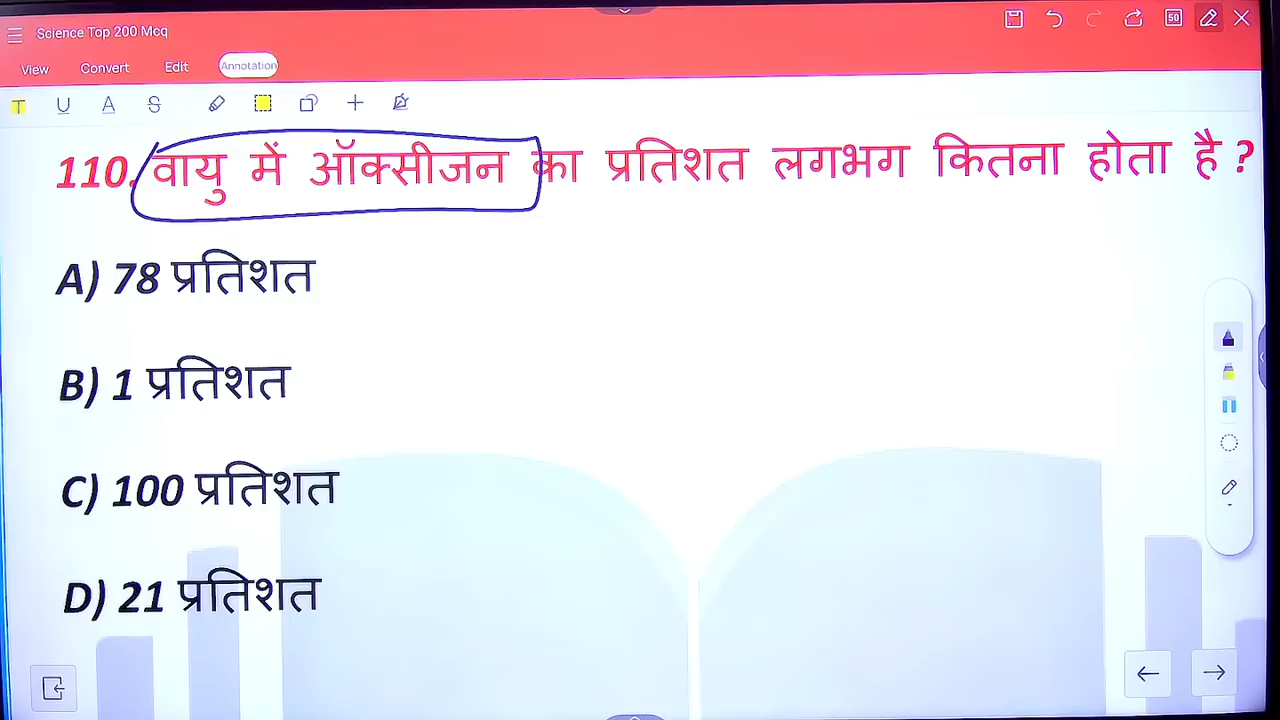 Science Top 200 Mcq
50
View Convert Edit Annotation
T U A S
110. वायु में ऑक्सीजन का प्रतिशत लगभग कितना होता है ?
A) 78 प्रतिशत
B) 1 प्रतिशत
C) 100 प्रतिशत
D) 21 प्रतिशत